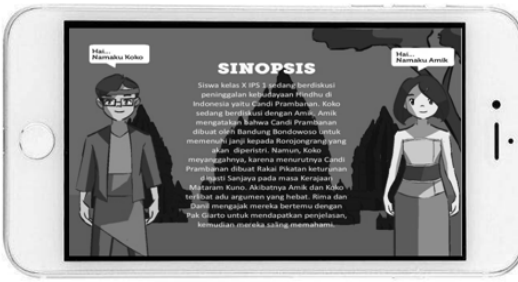 Hai...
Namaku Koko
Hai...
Namaku Amik
SINOPSIS
Siswa kelas X IPS 1 sedang berdiskusi
peninggalan kebudayaan Hindhu di
Indonesia yaitu Candi Prambanan. Koko
sedang berdiskusi dengan Amik, Amik
mengatakan bahwa Candi Prambanan
dibuat oleh Bandung Bondowoso untuk
memenuhi janji kepada Rorojongrang yang
akan diperistri. Namun, Koko
meyanggahnya, karena menurutnya Candi
Prambanan dibuat Rakai Pikatan keturunan
dinasti Sanjaya pada masa Kerajaan
Mataram Kuno. Akibatnya Amik dan Koko
terlibat adu argumen yang hebat. Rima dan
Danil mengajak mereka bertemu dengan
Pak Giarto untuk mendapatkan penjelasan,
kemudian mereka saling memahami.